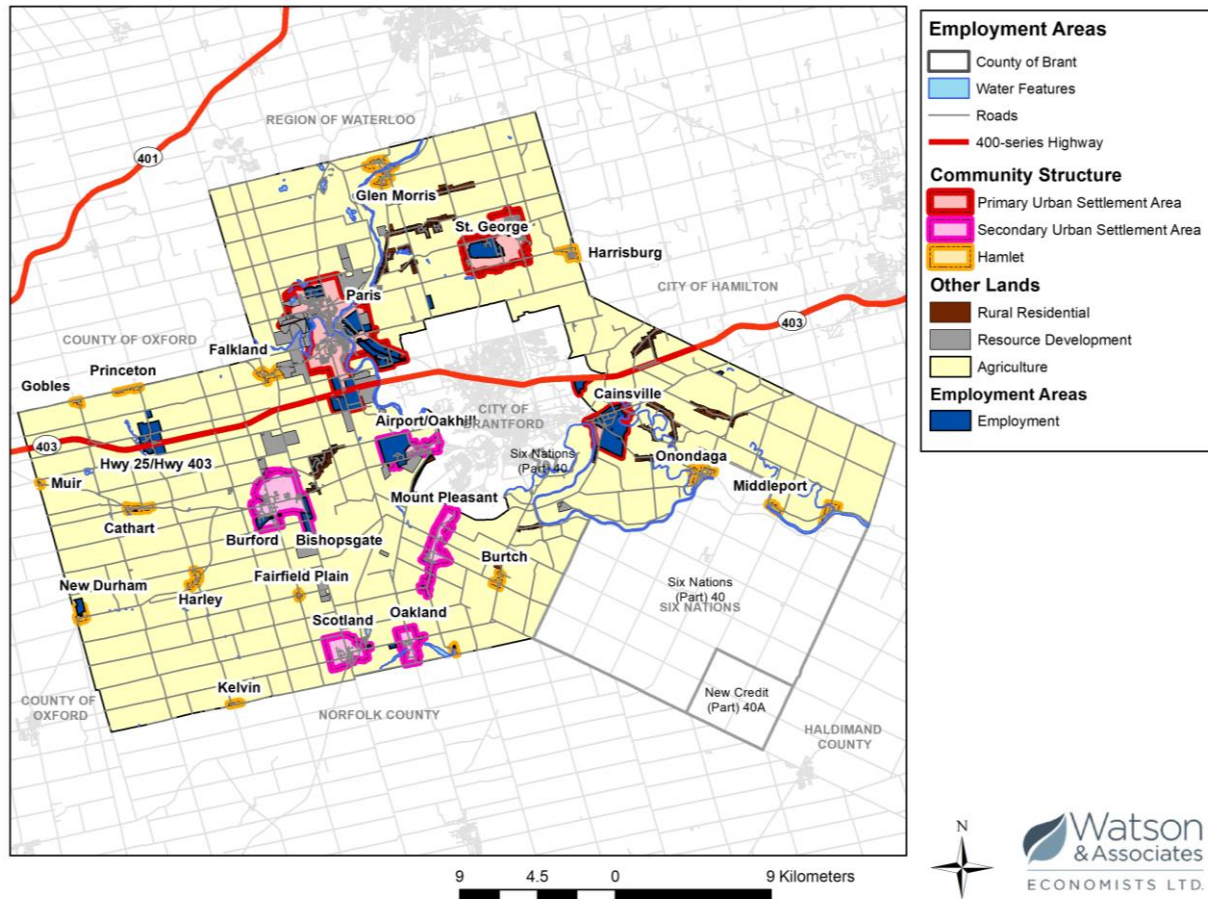 REGION OF WATERLOO
401
Glen Morris
St. George
Harrisburg
CITY OF HAMILTON
Paris
403
COUNTY OF OXFORD
Falkland
Princeton
Gobles
Cainsville
CITY OF
BRANTFORD
Airport/Oakhill
403
Hwy 25/Hwy 403
Six Nations
(Part) 40
Onondaga
Muir
Mount Pleasant
Middleport
Cathart
Burford
Bishopsgate
Burtch
New Durham
Harley
Fairfield Plain
Six Nations
(Part) 40
SIX NATIONS
Scotland
Oakland
Kelvin
New Credit
(Part) 40A
COUNTY OF
OXFORD
NORFOLK COUNTY
HALDIMAND
COUNTY
Employment Areas
County of Brant
Water Features
Roads
400-series Highway
Community Structure
Primary Urban Settlement Area
Secondary Urban Settlement Area
Hamlet
Other Lands
Rural Residential
Resource Development
Agriculture
Employment Areas
Employment
9 4.5 0 9 Kilometers
N
Watson
& Associates
ECONOMISTS LTD.